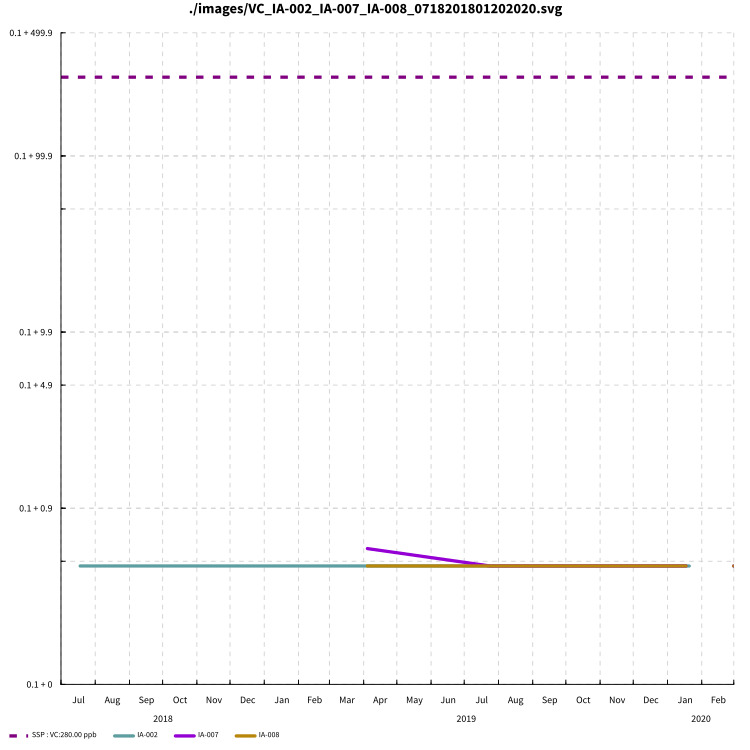 ./images/VC_IA-002_IA-007_IA-008_0718201801202020.svg
0.1 + 499.9
0.1 + 99.9
0.1 + 9.9
0.1 + 4.9
0.1 + 0.9
0.1 + 0
Jul Aug Sep Oct Nov Dec Jan Feb Mar Apr May Jun Jul Aug Sep Oct Nov Dec Jan Feb
2018 2019 2020
SSP : VC:280.00 ppb IA-002 IA-007 IA-008